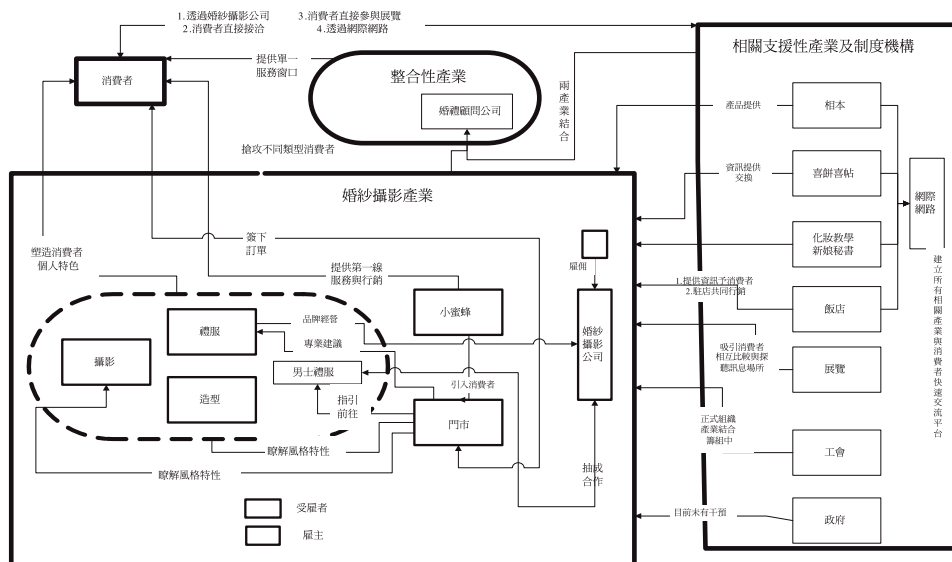 1.透過婚紗攝影公司
2.消費者直接接洽
3.消費者直接參與展覽
4.透過網際網路
相關支援性產業及制度機構
提供單一
服務窗口
整合性產業
消費者
婚禮顧問公司
兩產業結合
產品提供
相本
搶攻不同類型消費者
資訊提供
交換
喜餅喜帖
網際
網路
婚紗攝影產業
化妝教學
新娘秘書
塑造消費者
個人特色
簽下
訂單
雇佣
提供第一線
服務與行銷
1.提供資訊予消費者
2.駐店共同行銷
飯店
建立所有相關產業與消費者快速交流平台
小蜜蜂
品牌經營
禮服
專業建議
婚紗
攝影
公司
攝影
男士禮服
吸引消費者
相互比較與探
聽訊息場所
展覽
引入消費者
造型
指引
前往
門市
正式組織
產業結合
籌組中
瞭解風格特性
工會
瞭解風格特性
抽成
合作
受雇者
雇主
目前未有干預
政府